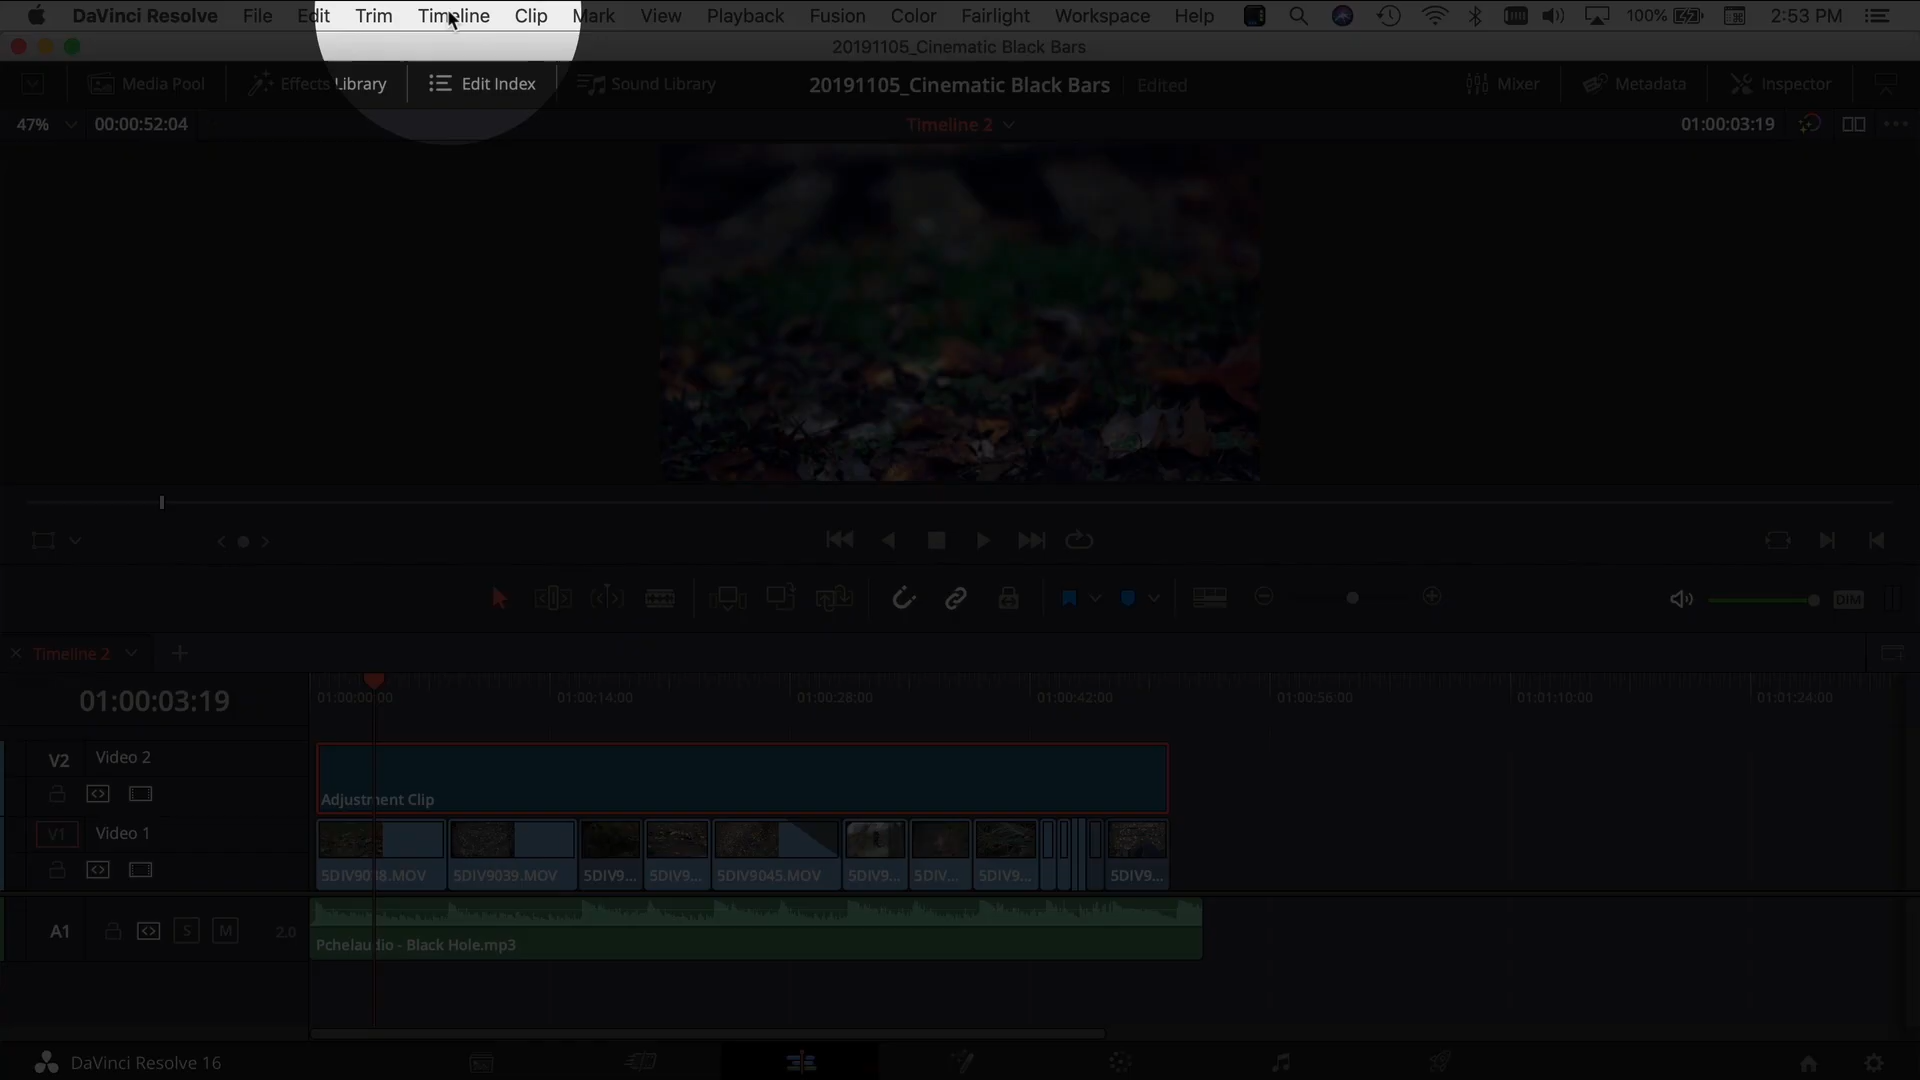 DaVinci Resolve File Edit Trim Timeline Clip Mark View Playback Fusion Color Fairlight Workspace Help 100% 2:53 PM
20191105_Cinematic Black Bars
Media Pool Effects Library Edit Index Sound Library 20191105_Cinematic Black Bars Edited Mixer Metadata Inspector
47% 00:00:52:04 Timeline 2 01:00:03:19
DIM
Timeline 2
01:00:03:19 01:00:00:00 01:00:14:00 01:00:28:00 01:00:42:00 01:00:56:00 01:01:10:00 01:01:24:00
V2 Video 2
Adjustment Clip
V1 Video 1
5DIV9038.MOV 5DIV9039.MOV 5DIV9... 5DIV9... 5DIV9045.MOV 5DIV9... 5DIV... 5DIV9... 5DIV9...
A1 S M 2.0
Pchelaudio - Black Hole.mp3
DaVinci Resolve 16